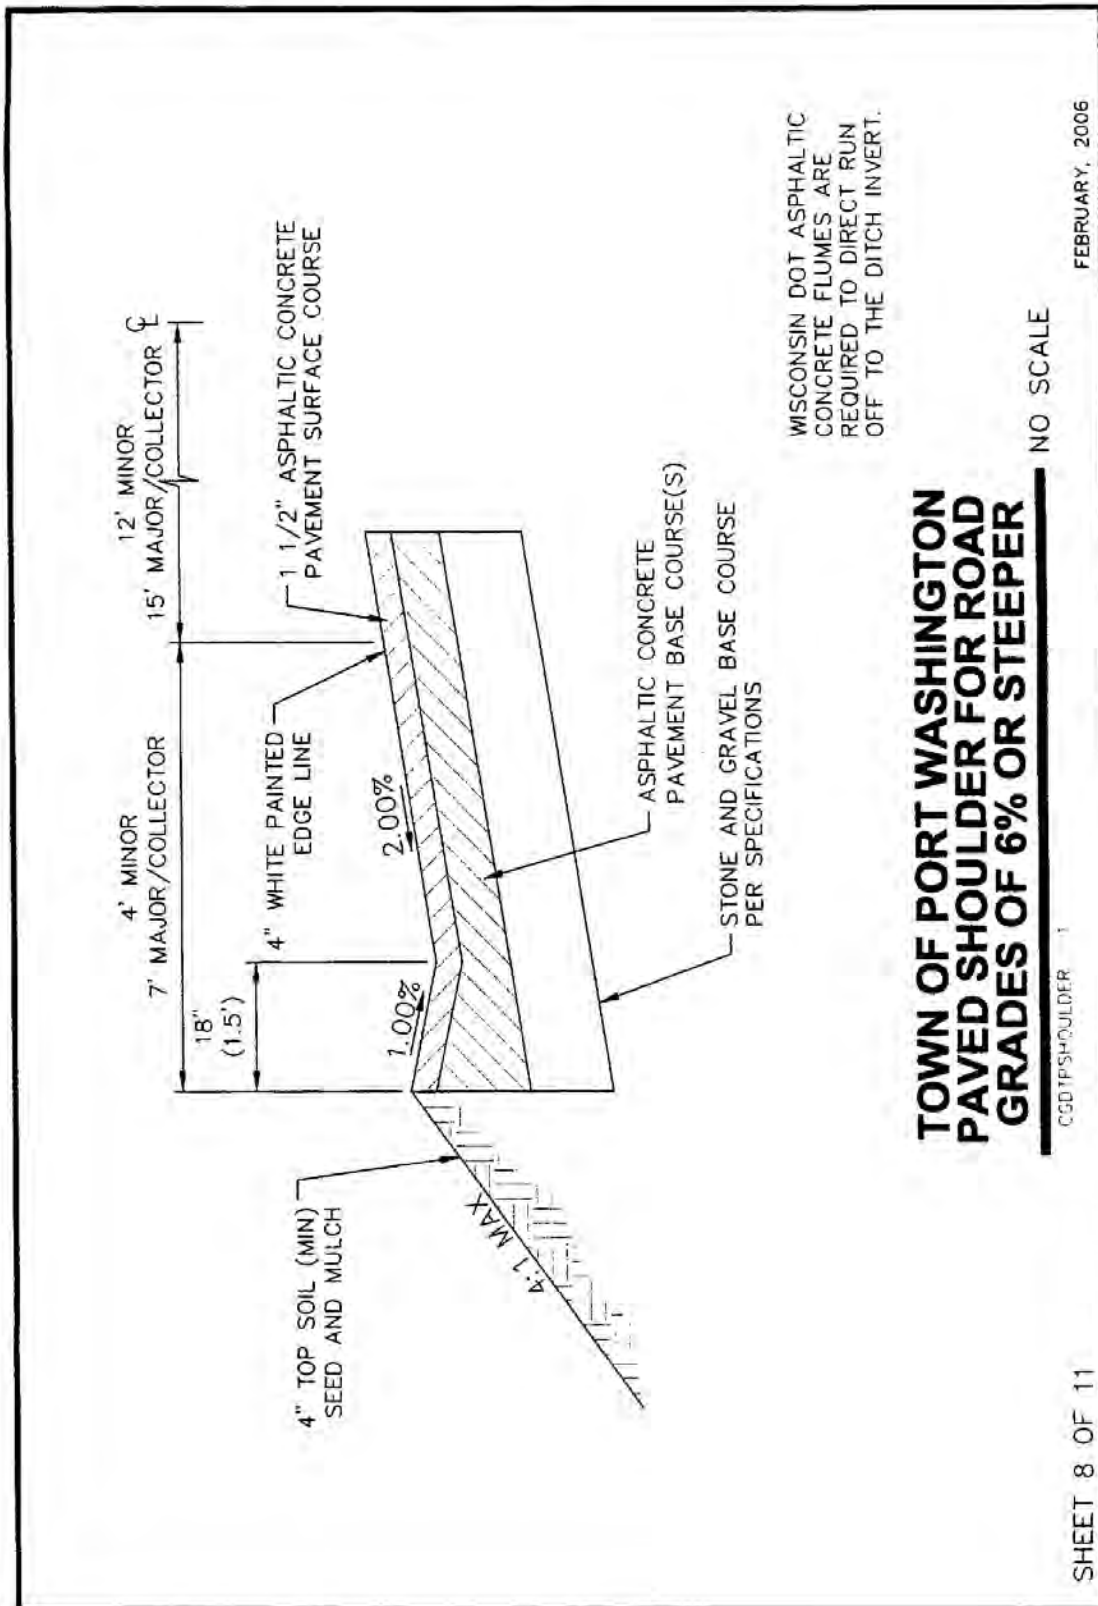 4' MINOR
7' MAJOR/COLLECTOR
12' MINOR
15' MAJOR/COLLECTOR
℄
18"
(1.5')
4" WHITE PAINTED
EDGE LINE
1 1/2" ASPHALTIC CONCRETE
PAVEMENT SURFACE COURSE
4" TOP SOIL (MIN)
SEED AND MULCH
1.00%
2.00%
4:1 MAX
ASPHALTIC CONCRETE
PAVEMENT BASE COURSE(S)
STONE AND GRAVEL BASE COURSE
PER SPECIFICATIONS
WISCONSIN DOT ASPHALTIC
CONCRETE FLUMES ARE
REQUIRED TO DIRECT RUN
OFF TO THE DITCH INVERT.
TOWN OF PORT WASHINGTON
PAVED SHOULDER FOR ROAD
GRADES OF 6% OR STEEPER
NO SCALE
SHEET 8 OF 11
FEBRUARY, 2006